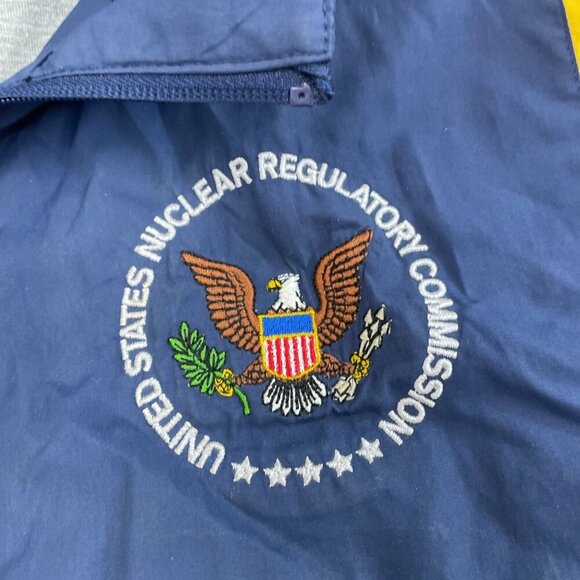 UNITED STATES NUCLEAR REGULATORY COMMISSION